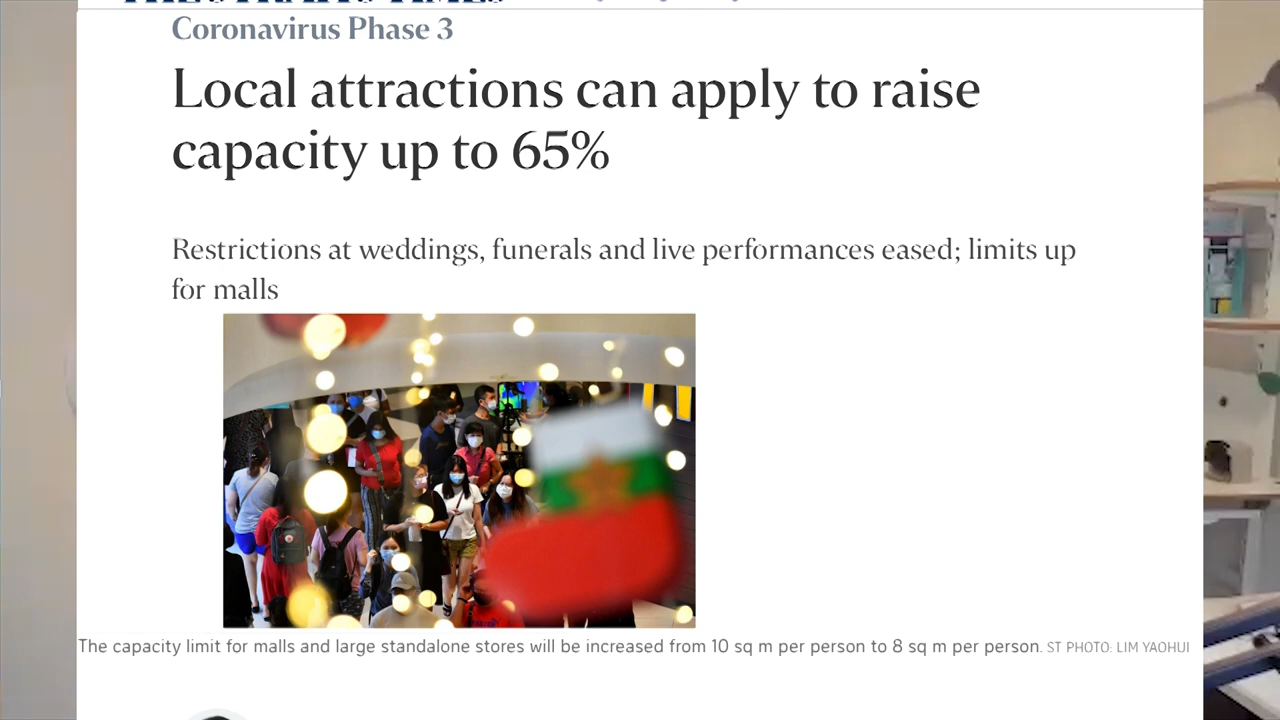 Coronavirus Phase 3
Local attractions can apply to raise
capacity up to 65%
Restrictions at weddings, funerals and live performances eased; limits up
for malls
The capacity limit for malls and large standalone stores will be increased from 10 sq m per person to 8 sq m per person. ST PHOTO: LIM YAOHUI